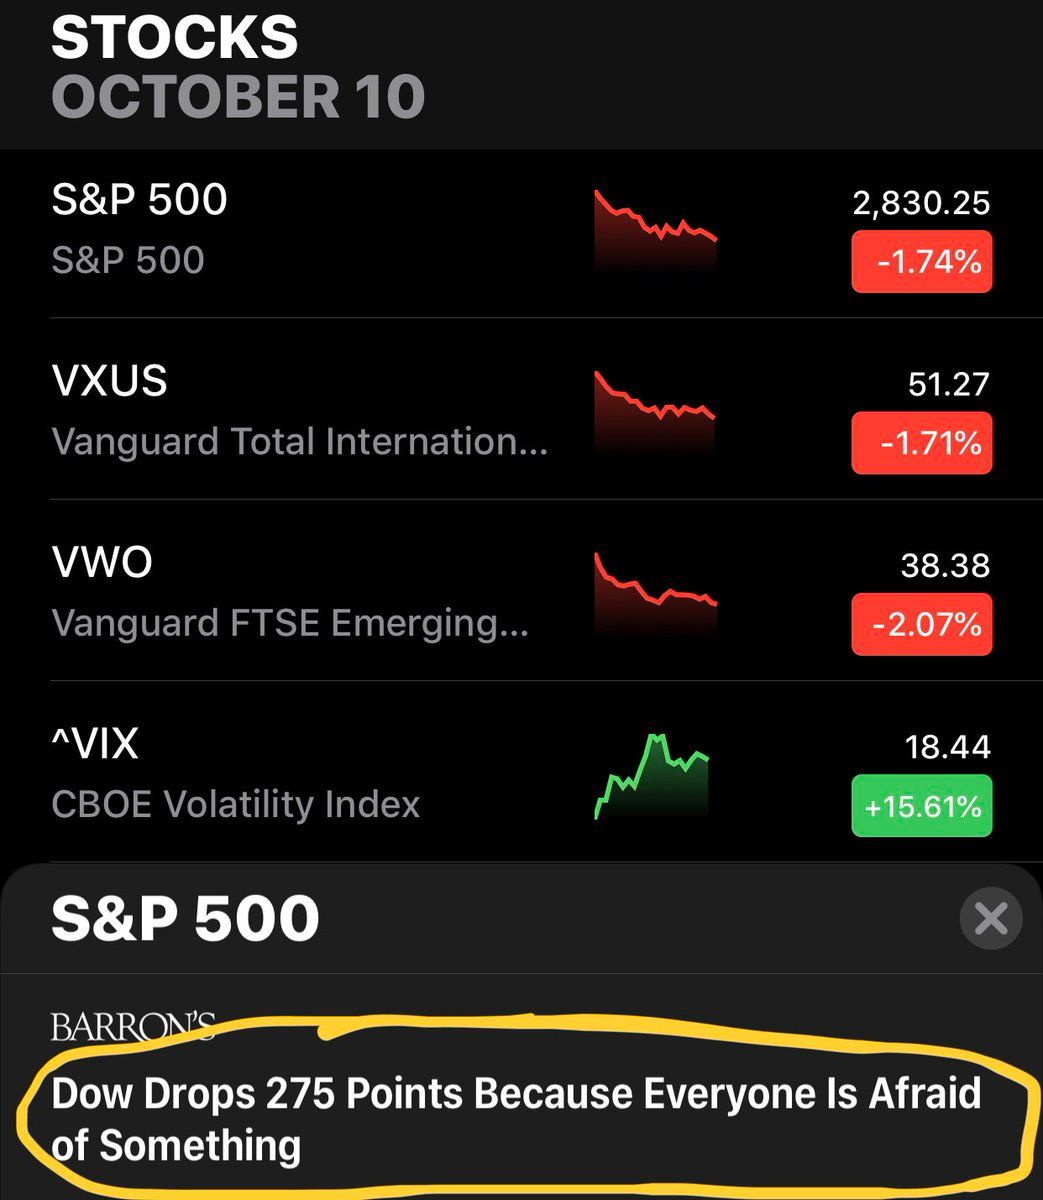 STOCKS
OCTOBER 10
S&P 500
2,830.25
S&P 500
-1.74%
VXUS
51.27
Vanguard Total Internation...
-1.71%
VWO
38.38
Vanguard FTSE Emerging...
-2.07%
^VIX
18.44
CBOE Volatility Index
+15.61%
S&P 500
BARRON'S
Dow Drops 275 Points Because Everyone Is Afraid
of Something